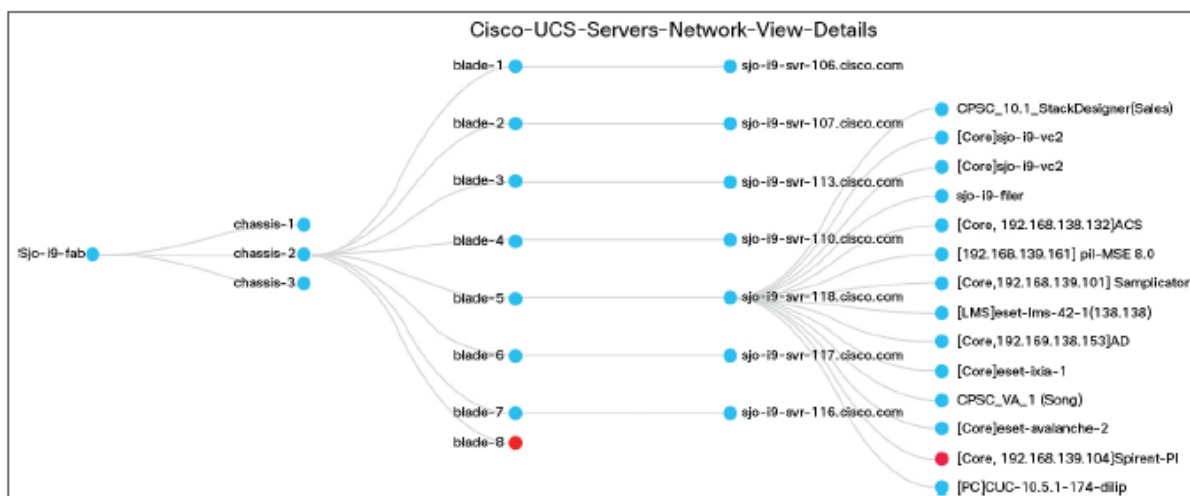 Cisco-UCS-Servers-Network-View-Details
Sjo-i9-fab
chassis-1
chassis-2
chassis-3
blade-1
blade-2
blade-3
blade-4
blade-5
blade-6
blade-7
blade-8
sjo-i9-svr-106.cisco.com
sjo-i9-svr-107.cisco.com
sjo-i9-svr-113.cisco.com
sjo-i9-svr-110.cisco.com
sjo-i9-svr-118.cisco.com
sjo-i9-svr-117.cisco.com
sjo-i9-svr-116.cisco.com
CPSC_10.1_StackDesigner(Sales)
[Core]sjo-i9-vc2
[Core]sjo-i9-vc2
sjo-i9-filer
[Core, 192.168.138.132]ACS
[192.168.139.161] pil-MSE 8.0
[Core,192.168.139.101] Samplicator
[LMS]eset-lms-42-1(138.138)
[Core,192.169.138.153]AD
[Core]eset-ixia-1
CPSC_VA_1 (Song)
[Core]eset-avalanche-2
[Core, 192.168.139.104]Spirent-PI
[PC]CUC-10.5.1-174-dilip